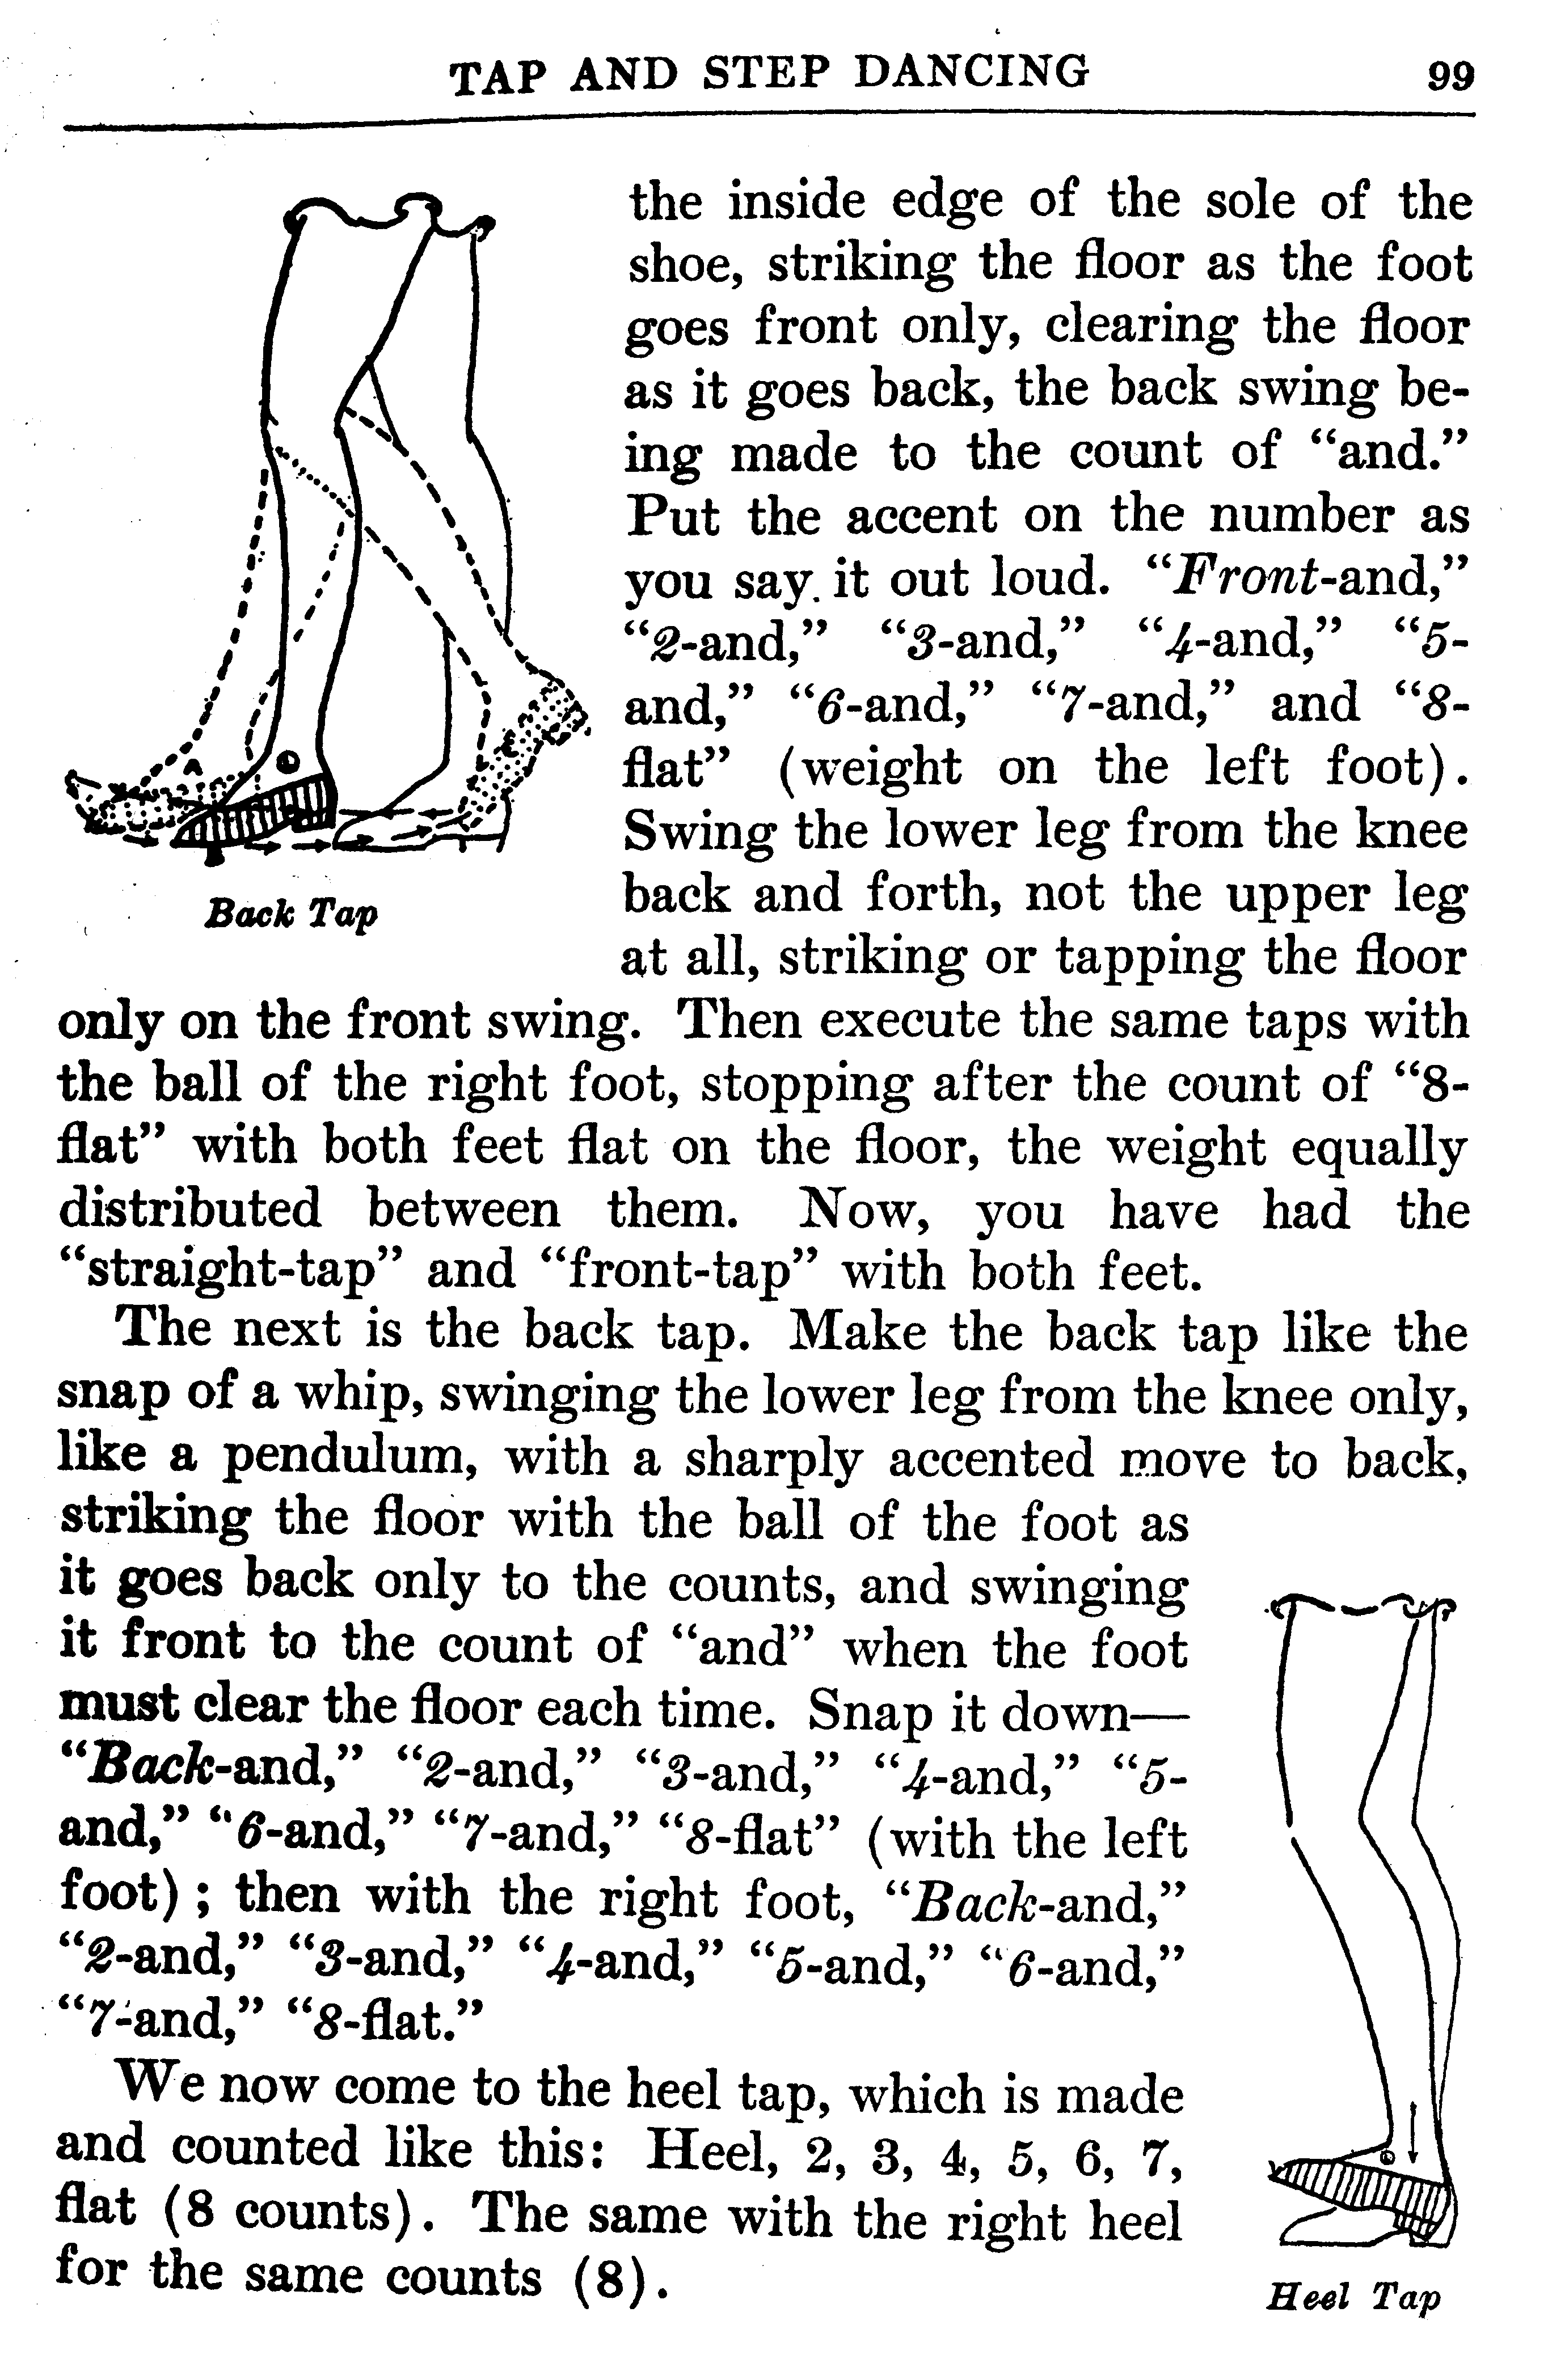 TAP AND STEP DANCING 99
the inside edge of the sole of the
shoe, striking the floor as the foot
goes front only, clearing the floor
as it goes back, the back swing be-
ing made to the count of “and.”
Put the accent on the number as
you say it out loud. “Front-and,”
“2-and,” “3-and,” “4-and,” “5-
and,” “6-and,” “7-and,” and “8-
flat” (weight on the left foot).
Swing the lower leg from the knee
back and forth, not the upper leg
at all, striking or tapping the floor
Back Tap
only on the front swing. Then execute the same taps with
the ball of the right foot, stopping after the count of “8-
flat” with both feet flat on the floor, the weight equally
distributed between them. Now, you have had the
“straight-tap” and “front-tap” with both feet.
The next is the back tap. Make the back tap like the
snap of a whip, swinging the lower leg from the knee only,
like a pendulum, with a sharply accented move to back,
striking the floor with the ball of the foot as
it goes back only to the counts, and swinging
it front to the count of “and” when the foot
must clear the floor each time. Snap it down—
“Back-and,” “2-and,” “3-and,” “4-and,” “5-
and,” “6-and,” “7-and,” “8-flat” (with the left
foot); then with the right foot, “Back-and,”
“2-and,” “3-and,” “4-and,” “5-and,” “6-and,”
“7-and,” “8-flat.”
We now come to the heel tap, which is made
and counted like this: Heel, 2, 3, 4, 5, 6, 7,
flat (8 counts). The same with the right heel
for the same counts (8).
Heel Tap